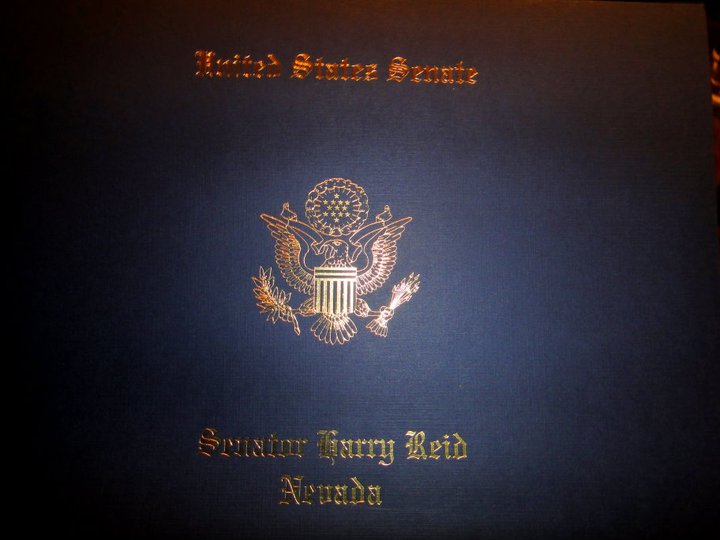 United States Senate
Senator Harry Reid
Nevada